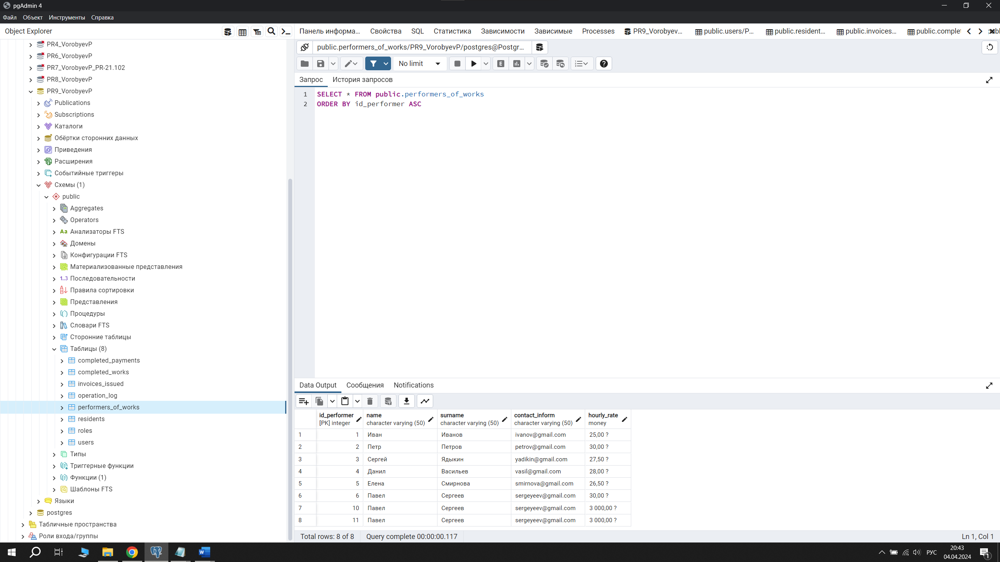 pgAdmin 4
Файл Объект Инструменты Справка
Object Explorer
PR4_VorobyevP
PR6_VorobyevP
PR7_VorobyevP_PR-21.102
PR8_VorobyevP
PR9_VorobyevP
Publications
Subscriptions
Каталоги
Обёртки сторонних данных
Приведения
Расширения
Событийные триггеры
Схемы (1)
public
Aggregates
Operators
Анализаторы FTS
Домены
Конфигурации FTS
Материализованные представления
1..3 Последовательности
Правила сортировки
Представления
Процедуры
Словари FTS
Сторонние таблицы
Таблицы (8)
completed_payments
completed_works
invoices_issued
operation_log
performers_of_works
residents
roles
users
Типы
Триггерные функции
Функции (1)
Шаблоны FTS
Языки
postgres
Табличные пространства
Роли входа/группы
Панель информа... Свойства SQL Статистика Зависимости Зависимые Processes PR9_Vorobyev... public.users/P... public.resident... public.invoices... public.comple
public.performers_of_works/PR9_VorobyevP/postgres@Postgr...
No limit
Запрос История запросов
1 SELECT * FROM public.performers_of_works
2 ORDER BY id_performer ASC
Data Output Сообщения Notifications
id_performer name surname contact_inform hourly_rate
[PK] integer character varying (50) character varying (50) character varying (50) money
1 1 Иван Иванов ivanov@gmail.com 25,00 ?
2 2 Петр Петров petrov@gmail.com 30,00 ?
3 3 Сергей Ядыкин yadikin@gmail.com 27,50 ?
4 4 Данил Васильев vasil@gmail.com 28,00 ?
5 5 Елена Смирнова smirnova@gmail.com 26,50 ?
6 6 Павел Сергеев sergeyeev@gmail.com 30,00 ?
7 10 Павел Сергеев sergeyeev@gmail.com 3 000,00 ?
8 11 Павел Сергеев sergeyeev@gmail.com 3 000,00 ?
Total rows: 8 of 8 Query complete 00:00:00.117 Ln 1, Col 1
РУС
20:43
04.04.2024
1